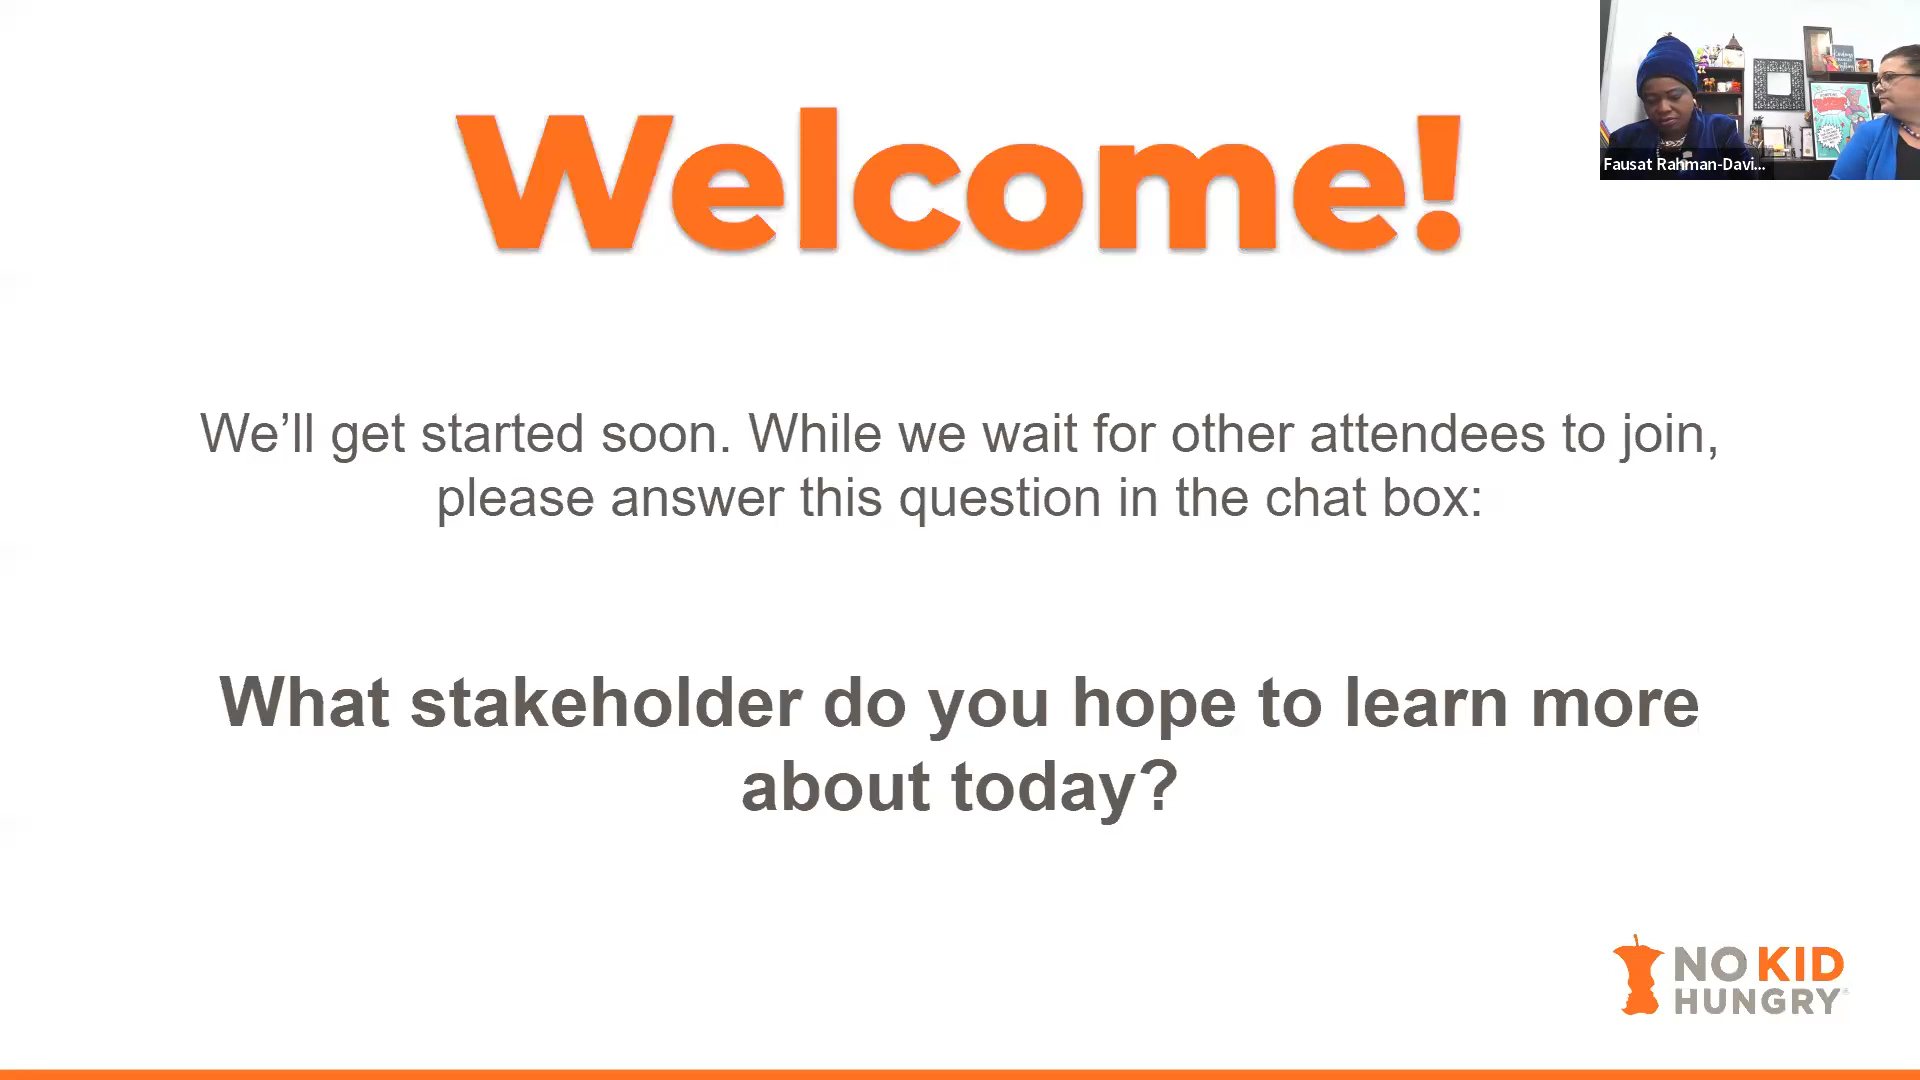 Welcome!
Fausat Rahman-Davi...
We’ll get started soon. While we wait for other attendees to join,
please answer this question in the chat box:
What stakeholder do you hope to learn more
about today?
NO KID
HUNGRY